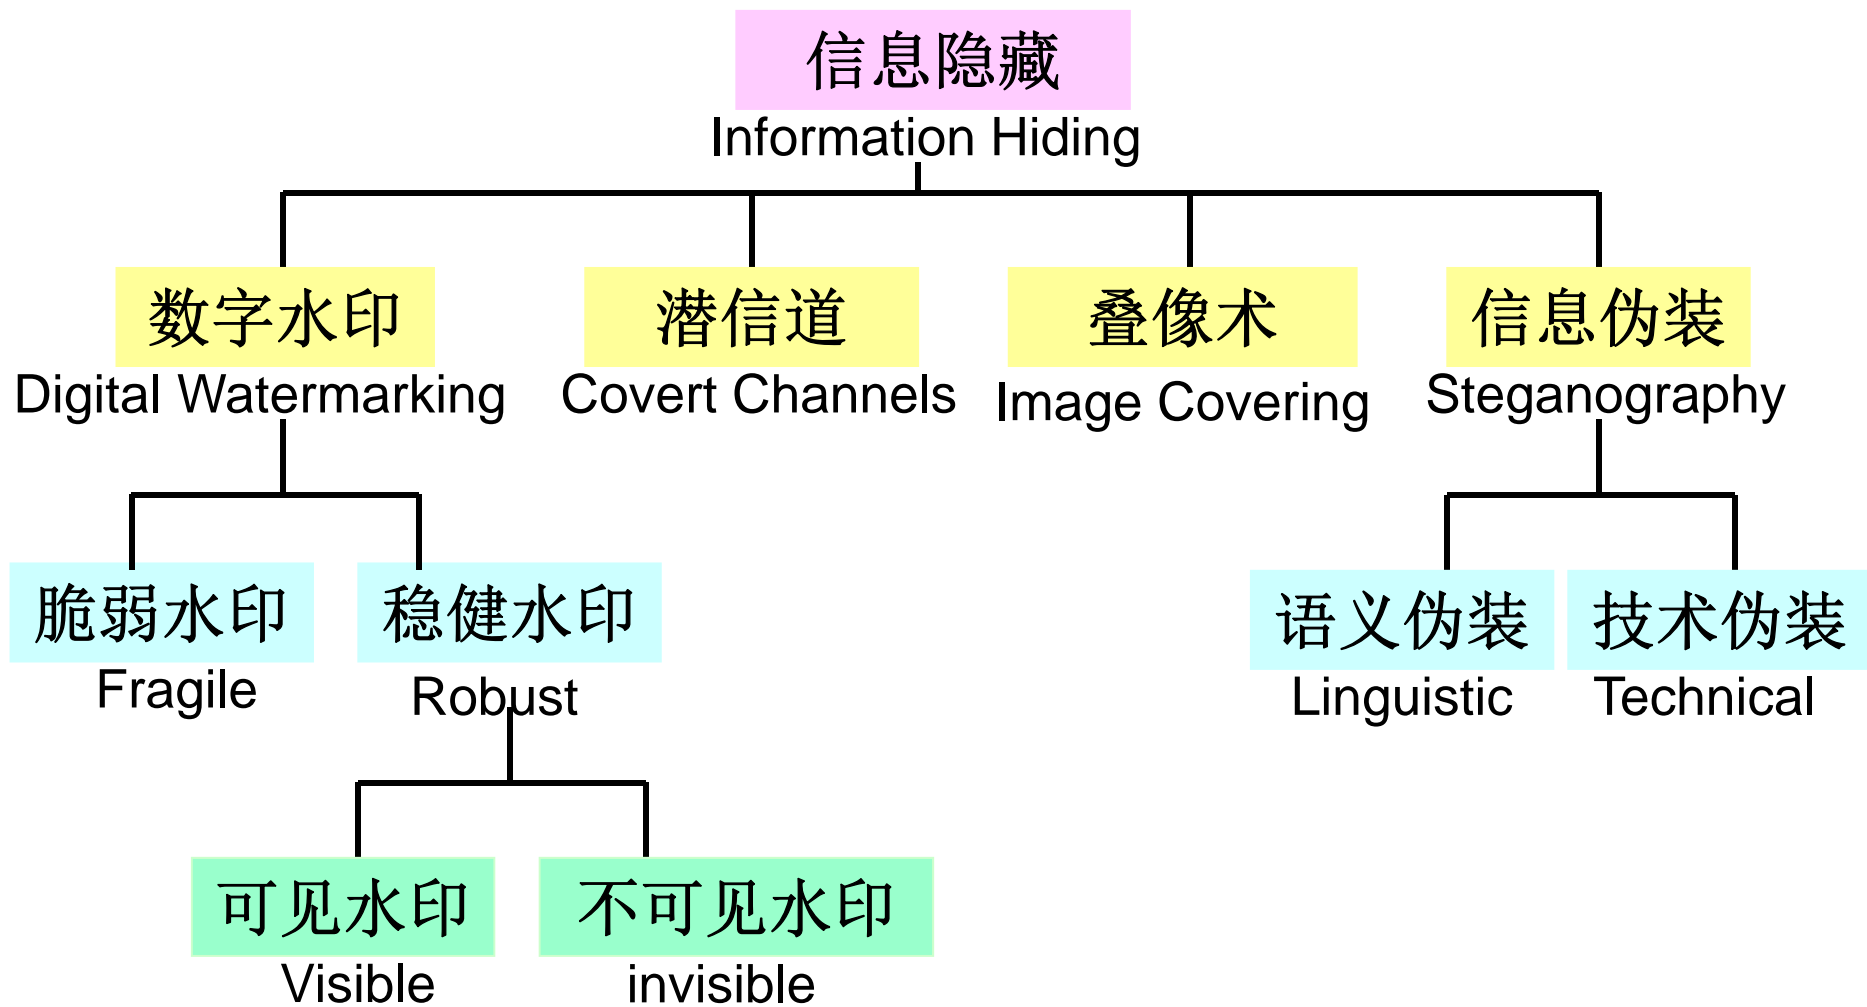 信息隐藏
Information Hiding
数字水印
Digital Watermarking
潜信道
Covert Channels
叠像术
Image Covering
信息伪装
Steganography
脆弱水印
Fragile
稳健水印
Robust
语义伪装
Linguistic
技术伪装
Technical
可见水印
Visible
不可见水印
invisible